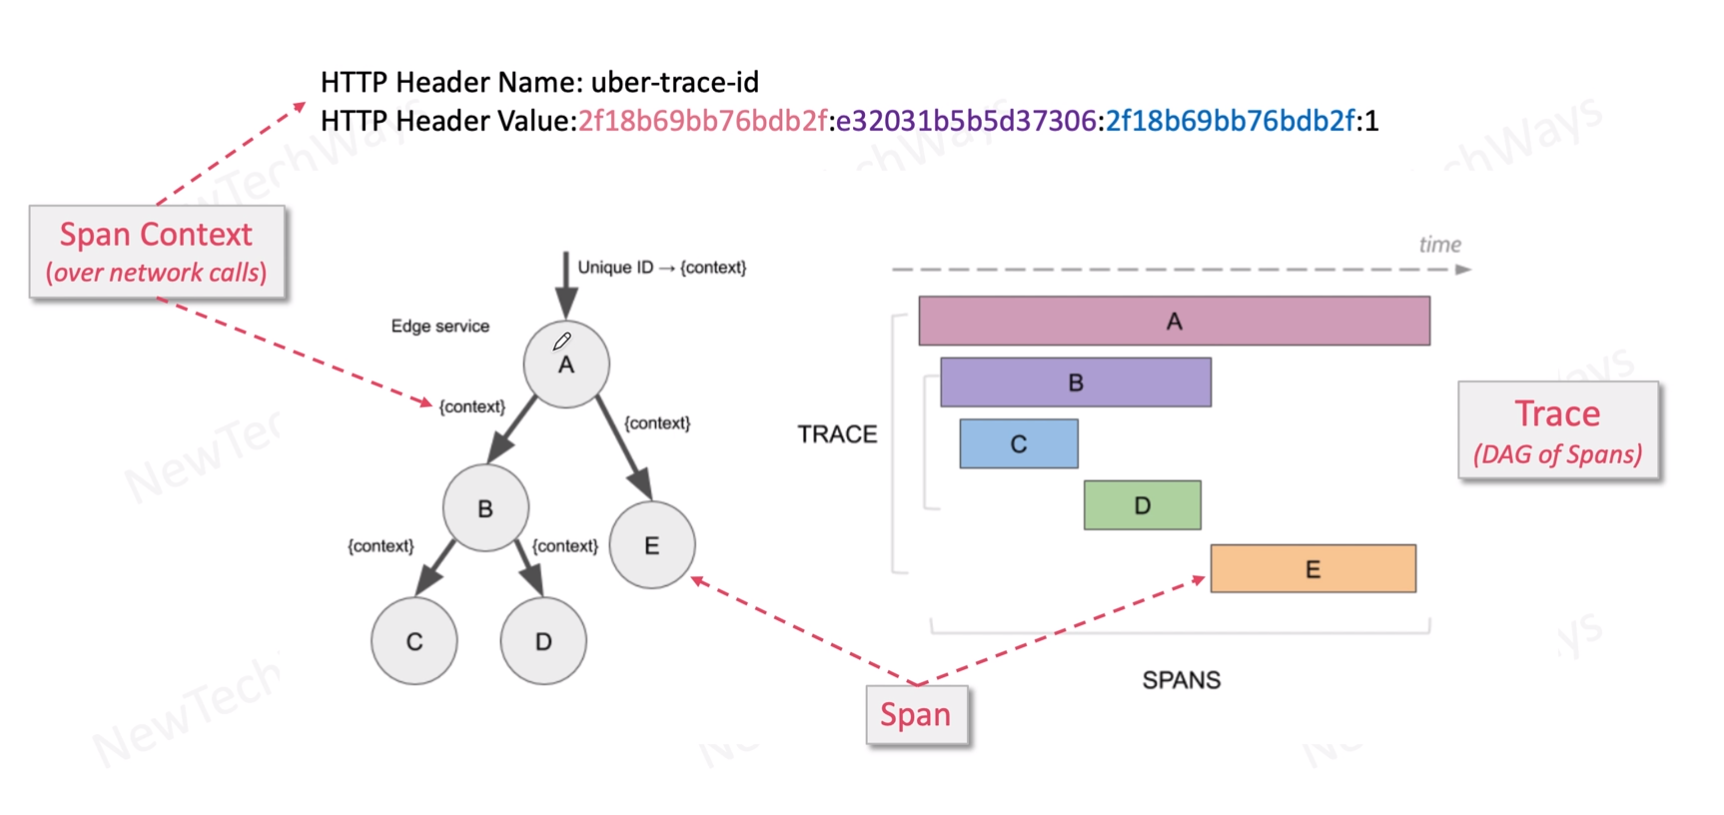 HTTP Header Name: uber-trace-id
HTTP Header Value:2f18b69bb76bdb2f:e32031b5b5d37306:2f18b69bb76bdb2f:1
Span Context
(over network calls)
Unique ID → {context}
Edge service
A
{context}
{context}
B
E
{context}
{context}
C
D
time
A
B
C
D
E
TRACE
SPANS
Trace
(DAG of Spans)
Span
NewTechWays